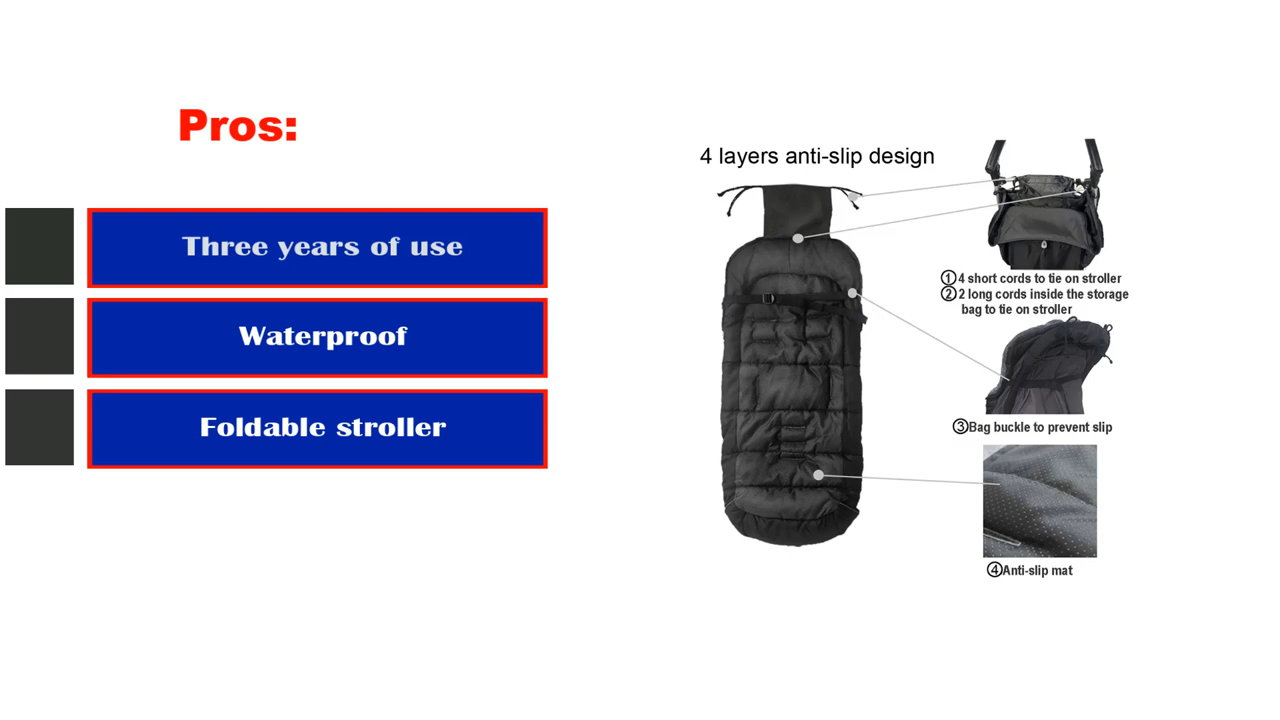 Pros:
Three years of use
Waterproof
Foldable stroller
4 layers anti-slip design
①4 short cords to tie on stroller
②2 long cords inside the storage
bag to tie on stroller
③Bag buckle to prevent slip
④Anti-slip mat